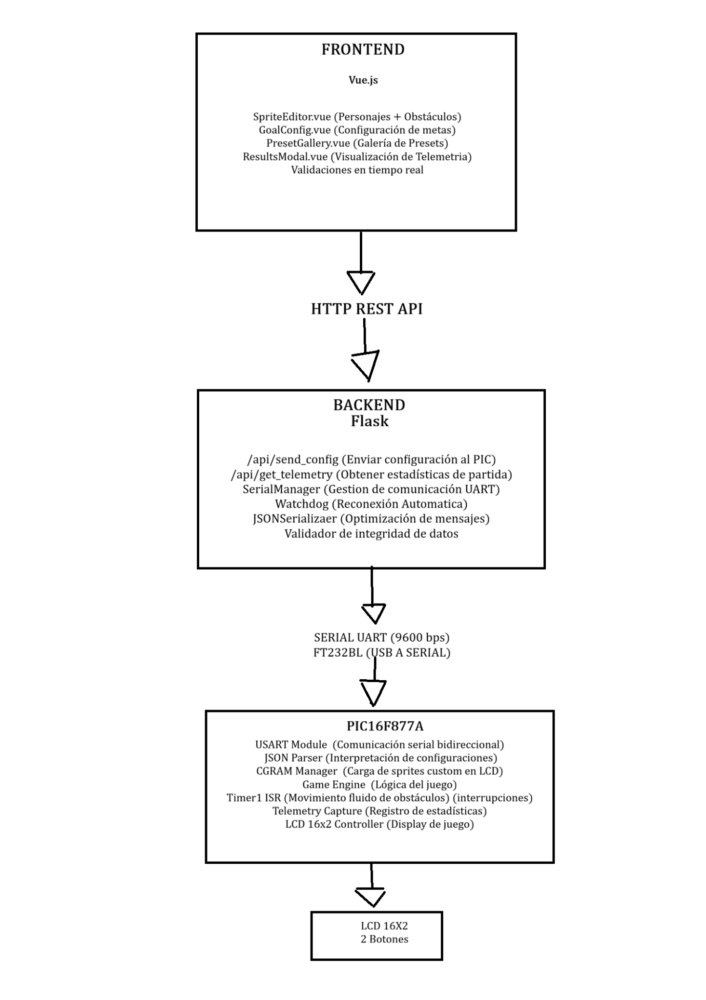 FRONTEND
Vue.js
SpriteEditor.vue (Personajes + Obstáculos)
GoalConfig.vue (Configuración de metas)
PresetGallery.vue (Galería de Presets)
ResultsModal.vue (Visualización de Telemetria)
Validaciones en tiempo real
HTTP REST API
BACKEND
Flask
/api/send_config (Enviar configuración al PIC)
/api/get_telemetry (Obtener estadísticas de partida)
SerialManager (Gestion de comunicación UART)
Watchdog (Reconexión Automatica)
JSONSerializaer (Optimización de mensajes)
Validador de integridad de datos
SERIAL UART (9600 bps)
FT232BL (USB A SERIAL)
PIC16F877A
USART Module (Comunicación serial bidireccional)
JSON Parser (Interpretación de configuraciones)
CGRAM Manager (Carga de sprites custom en LCD)
Game Engine (Lógica del juego)
Timer1 ISR (Movimiento fluido de obstáculos) (interrupciones)
Telemetry Capture (Registro de estadísticas)
LCD 16x2 Controller (Display de juego)
LCD 16X2
2 Botones